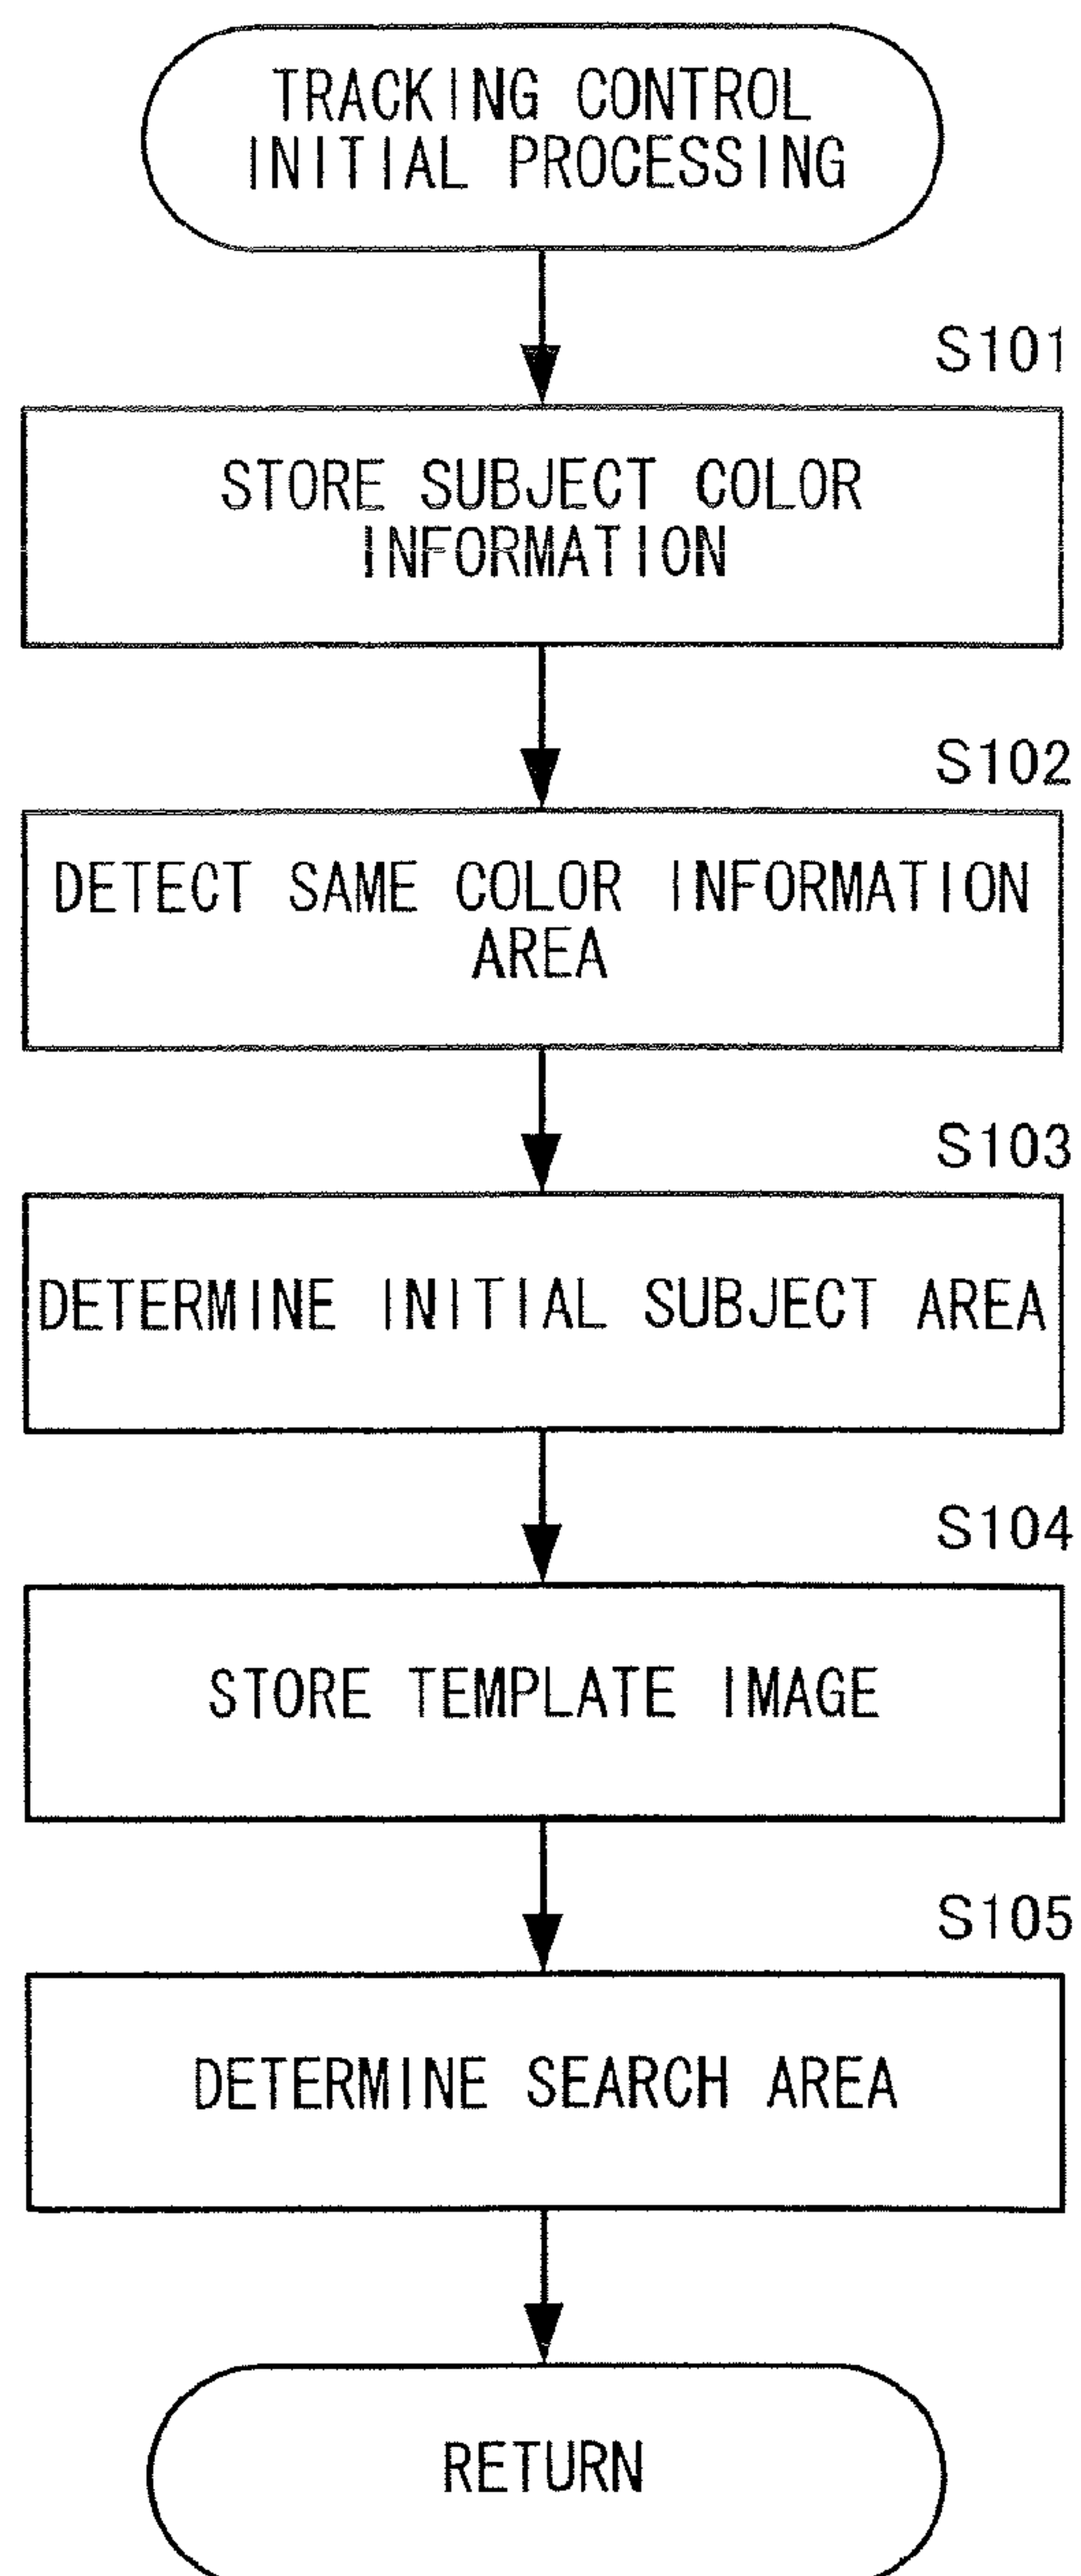 TRACKING CONTROL
INITIAL PROCESSING
S101
STORE SUBJECT COLOR
INFORMATION
S102
DETECT SAME COLOR INFORMATION
AREA
S103
DETERMINE INITIAL SUBJECT AREA
S104
STORE TEMPLATE IMAGE
S105
DETERMINE SEARCH AREA
RETURN